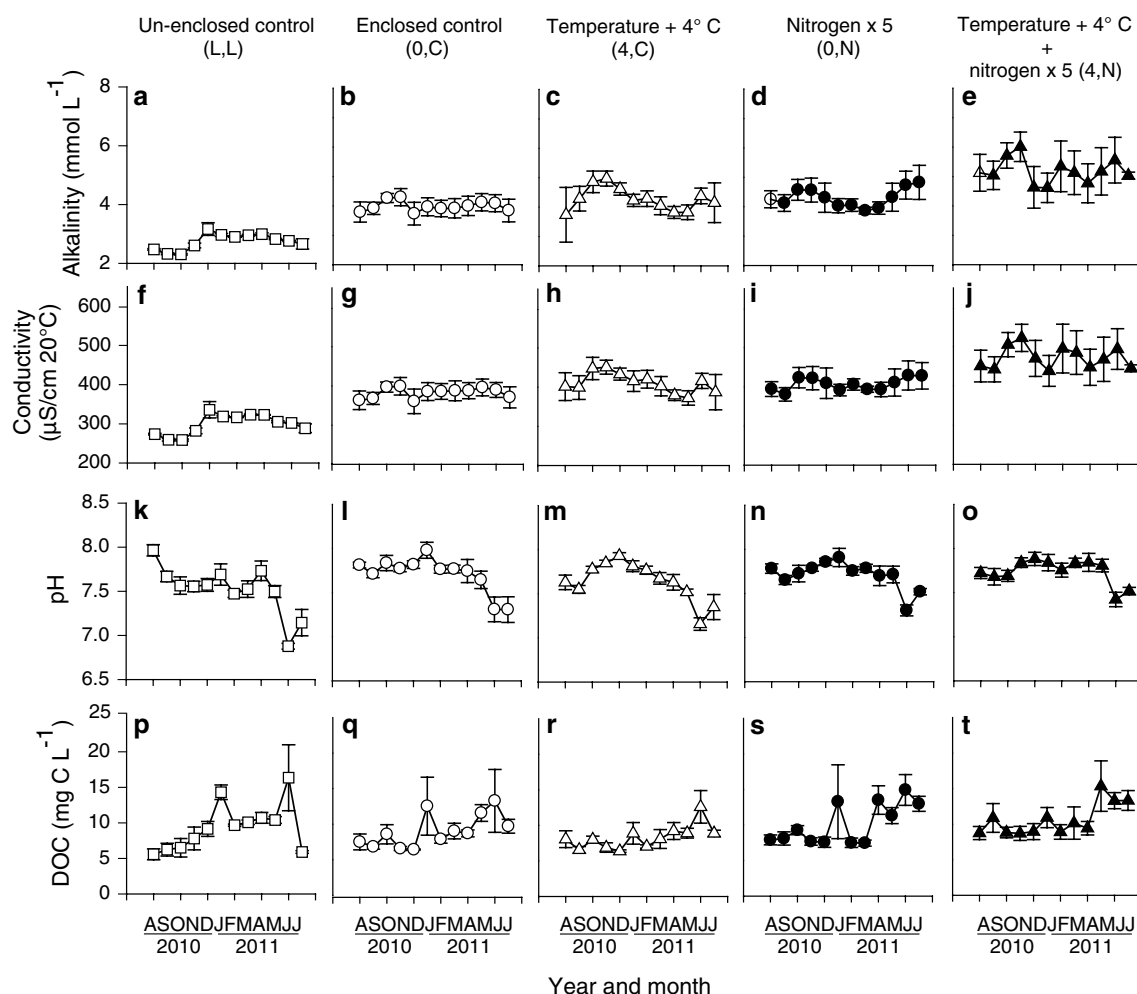 Un-enclosed control
(L,L)
Enclosed control
(0,C)
Temperature + 4° C
(4,C)
Nitrogen x 5
(0,N)
Temperature + 4° C
+
nitrogen x 5 (4,N)
Alkalinity (mmol L-1)
8
6
4
2
a
b
c
d
e
Conductivity
(µS/cm 20°C)
600
500
400
300
200
f
g
h
i
j
pH
8.5
8.0
7.5
7.0
6.5
k
l
m
n
o
DOC (mg C L-1)
25
20
15
10
5
0
p
q
r
s
t
ASONDJFMAMJJ
2010 2011
ASONDJFMAMJJ
2010 2011
ASONDJFMAMJJ
2010 2011
ASONDJFMAMJJ
2010 2011
ASONDJFMAMJJ
2010 2011
Year and month